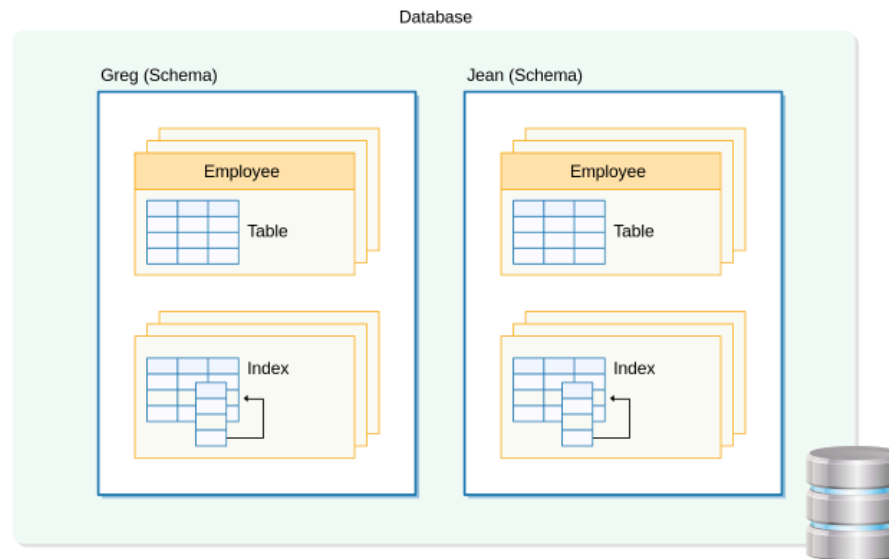 Database
Greg (Schema)
Jean (Schema)
Employee
Employee
Table
Table
Index
Index